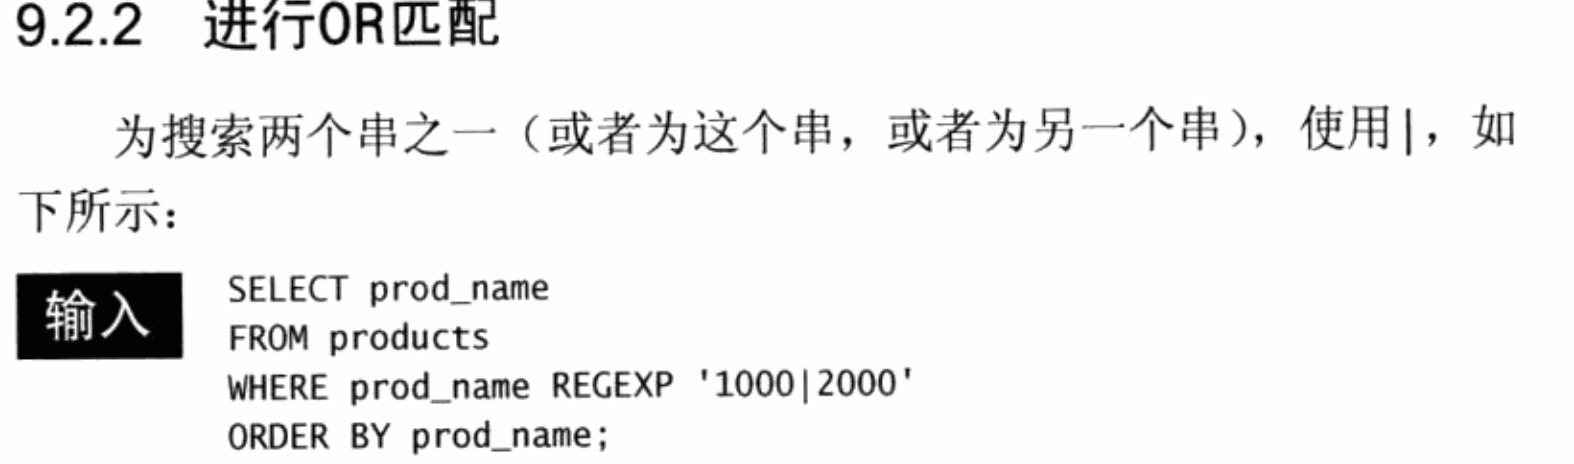 9.2.2 进行OR匹配
为搜索两个串之一（或者为这个串，或者为另一个串），使用|，如
下所示：
输入
SELECT prod_name
FROM products
WHERE prod_name REGEXP '1000|2000'
ORDER BY prod_name;